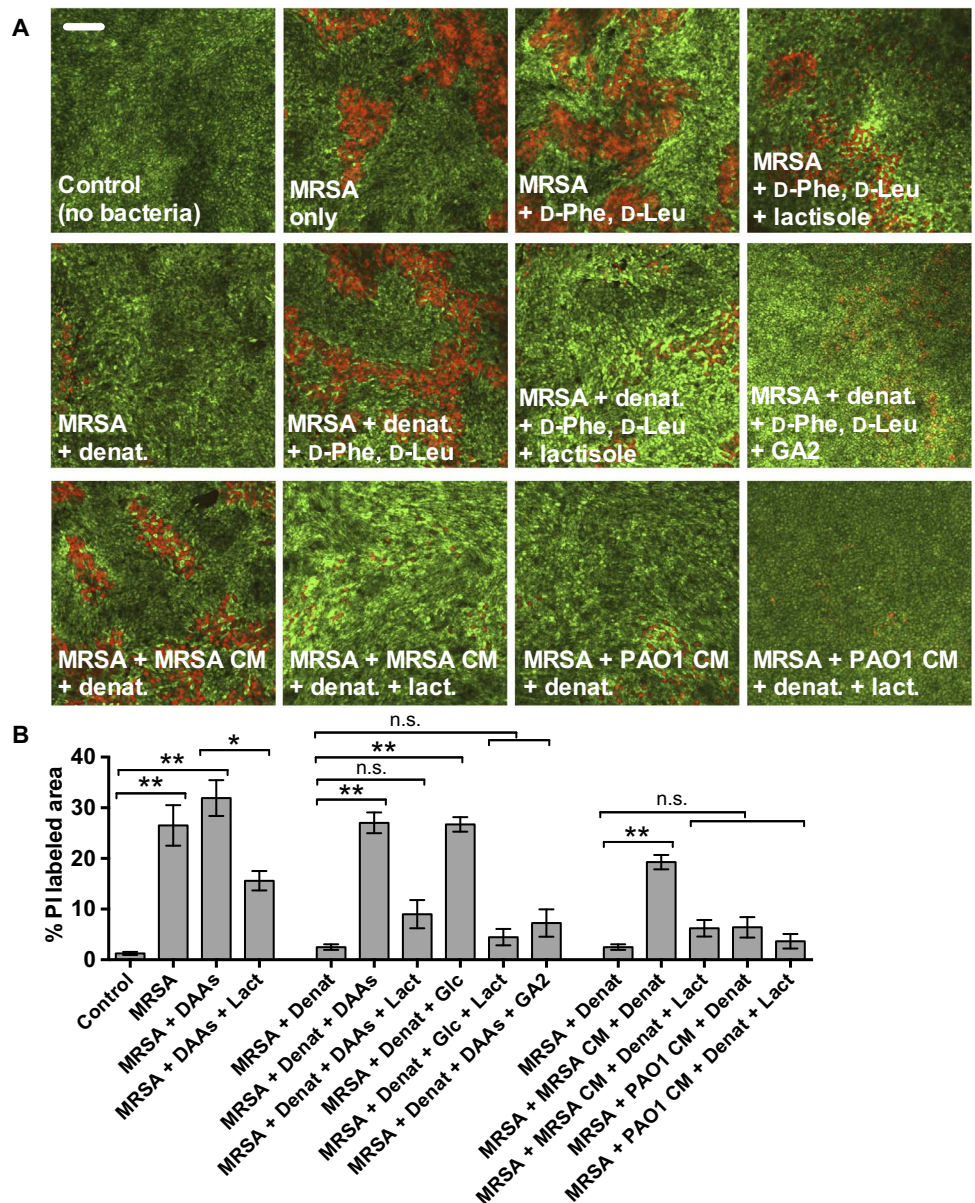 A
Control
(no bacteria)
MRSA
only
MRSA
+ D-Phe, D-Leu
MRSA
+ D-Phe, D-Leu
+ lactisole
MRSA
+ denat.
MRSA + denat.
+ D-Phe, D-Leu
MRSA + denat.
+ D-Phe, D-Leu
+ lactisole
MRSA + denat.
+ D-Phe, D-Leu
+ GA2
MRSA + MRSA CM
+ denat.
MRSA + MRSA CM
+ denat. + lact.
MRSA + PAO1 CM
+ denat.
MRSA + PAO1 CM
+ denat. + lact.
B
% PI labeled area
40
30
20
10
0
**
**
*
n.s.
**
n.s.
**
n.s.
**
Control
MRSA
MRSA + DAAs
MRSA + DAAs + Lact
MRSA + Denat
MRSA + Denat + DAAs
MRSA + Denat + DAAs + Lact
MRSA + Denat + Glc
MRSA + Denat + Glc + Lact
MRSA + Denat + DAAs + GA2
MRSA + Denat
MRSA + MRSA CM + Denat
MRSA + MRSA CM + Denat + Lact
MRSA + PAO1 CM + Denat
MRSA + PAO1 CM + Denat + Lact